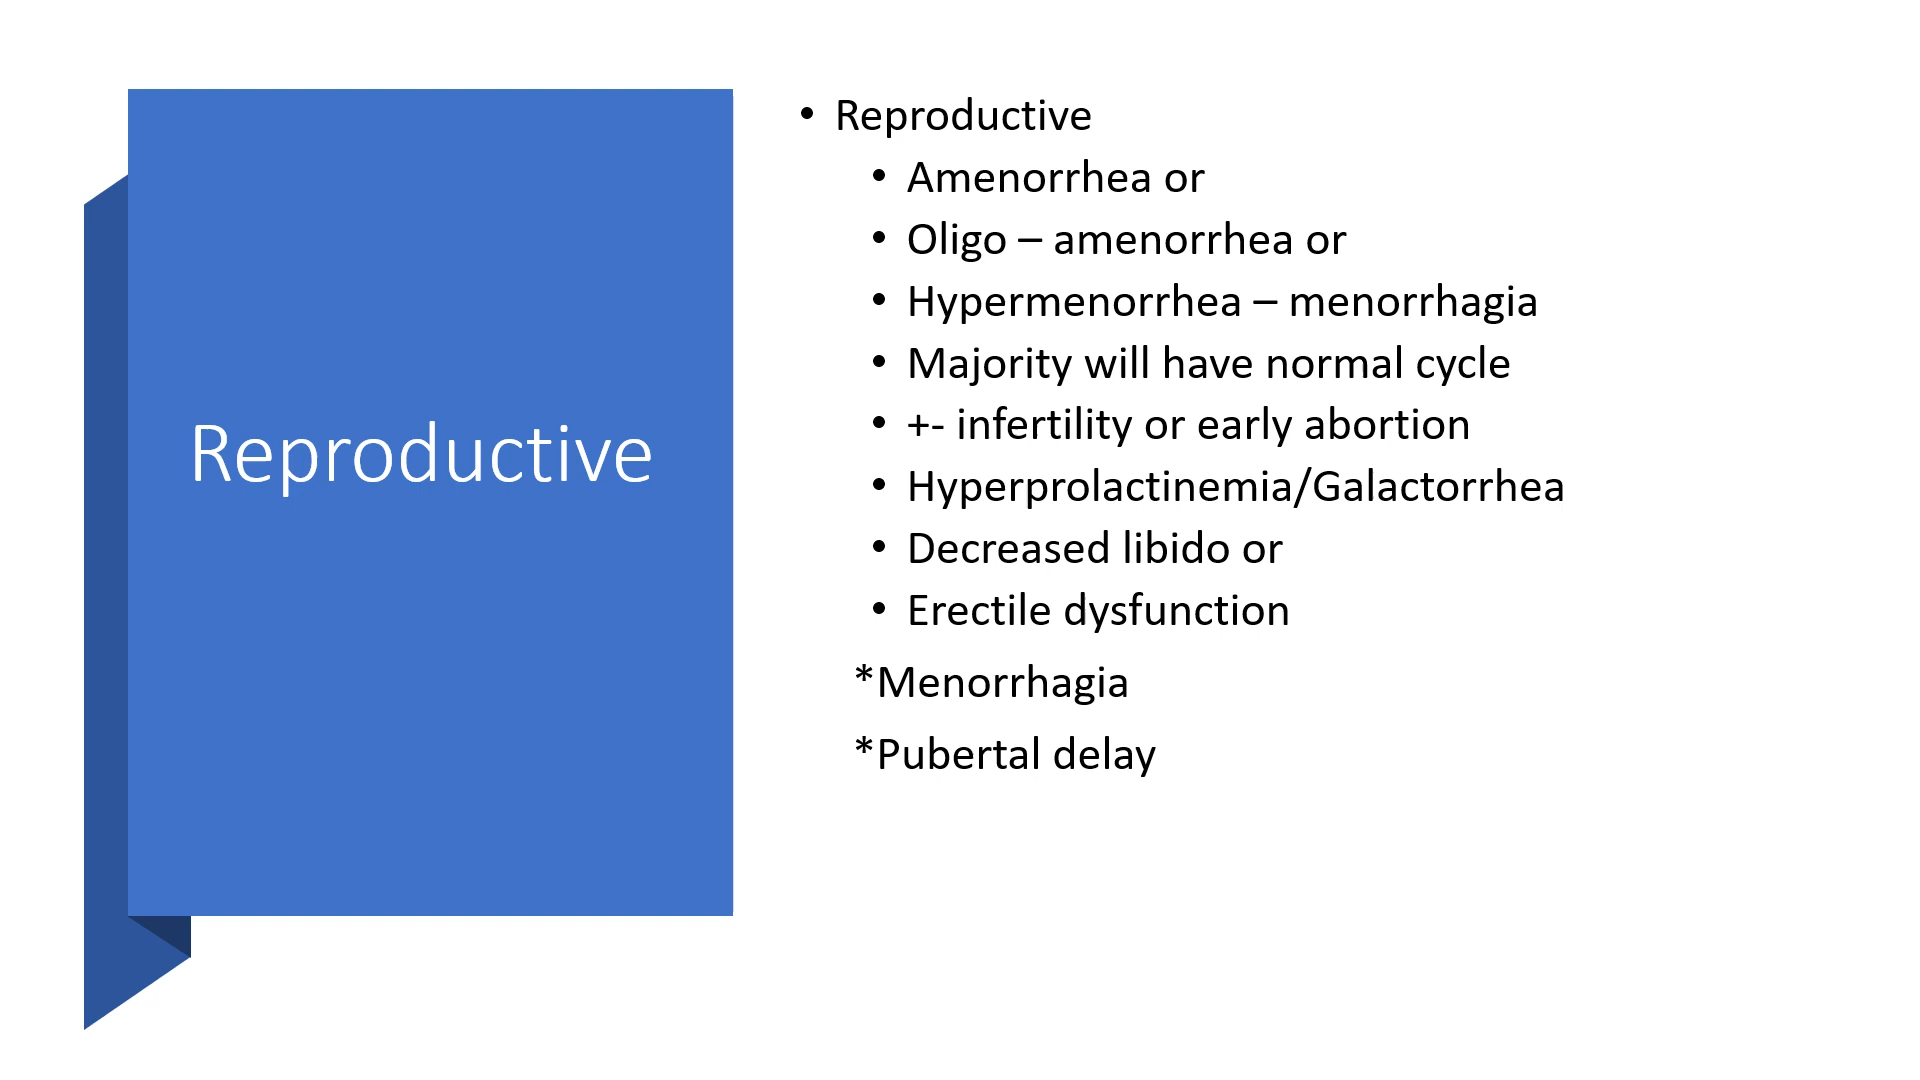 Reproductive
• Reproductive
• Amenorrhea or
• Oligo – amenorrhea or
• Hypermenorrhea – menorrhagia
• Majority will have normal cycle
• +- infertility or early abortion
• Hyperprolactinemia/Galactorrhea
• Decreased libido or
• Erectile dysfunction
*Menorrhagia
*Pubertal delay